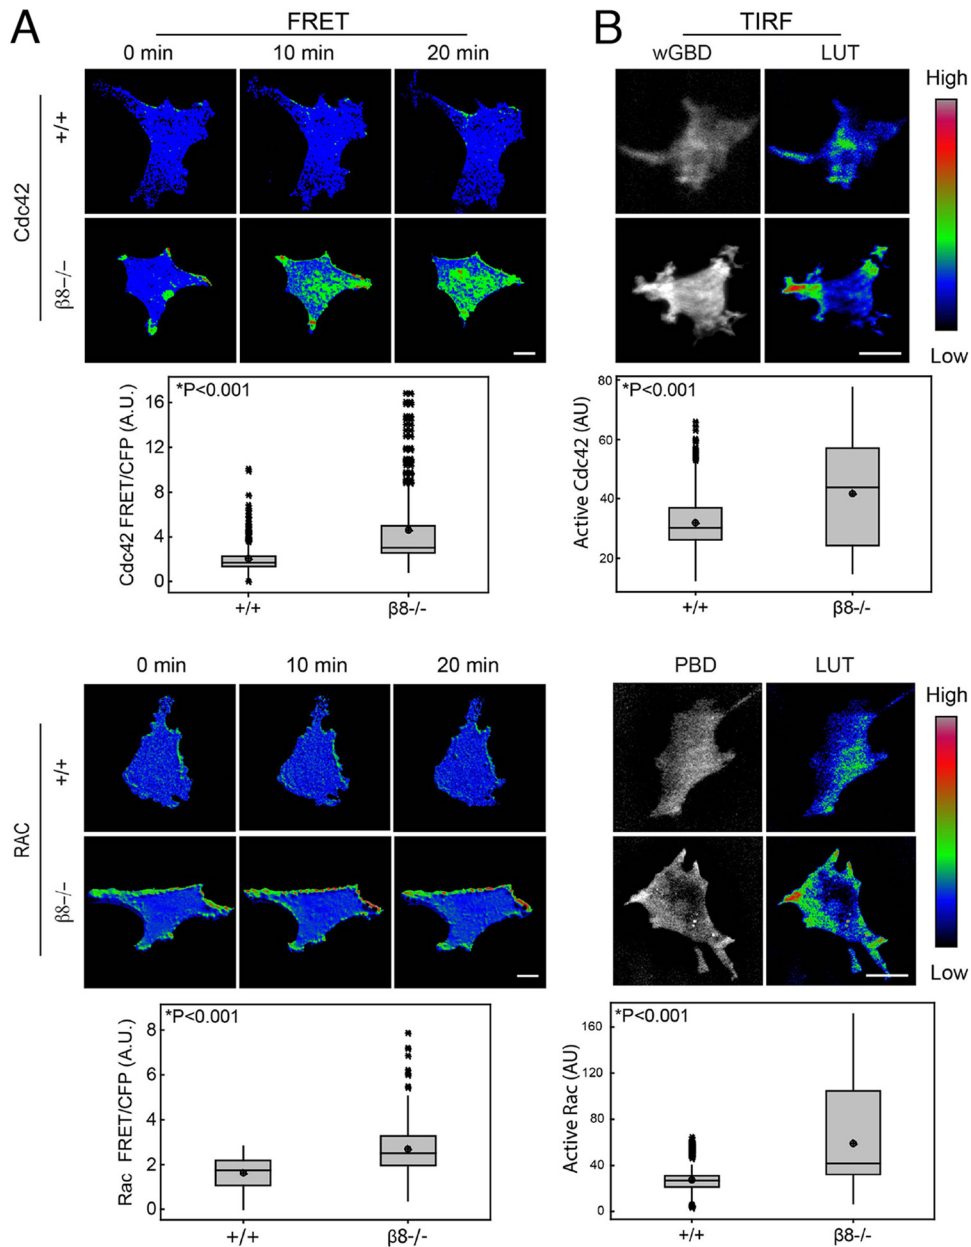 A
FRET
0 min 10 min 20 min
Cdc42
+/+
β8–/–
B
TIRF
wGBD LUT
High
Low
*P<0.001
Cdc42 FRET/CFP (A.U.)
16
12
8
4
0
+/+ β8-/-
*P<0.001
Active Cdc42 (AU)
80
60
40
20
+/+ β8-/-
0 min 10 min 20 min
RAC
+/+
β8–/–
PBD LUT
High
Low
*P<0.001
Rac FRET/CFP (A.U.)
8
6
4
2
0
+/+ β8-/-
*P<0.001
Active Rac (AU)
160
120
80
40
0
+/+ β8-/-